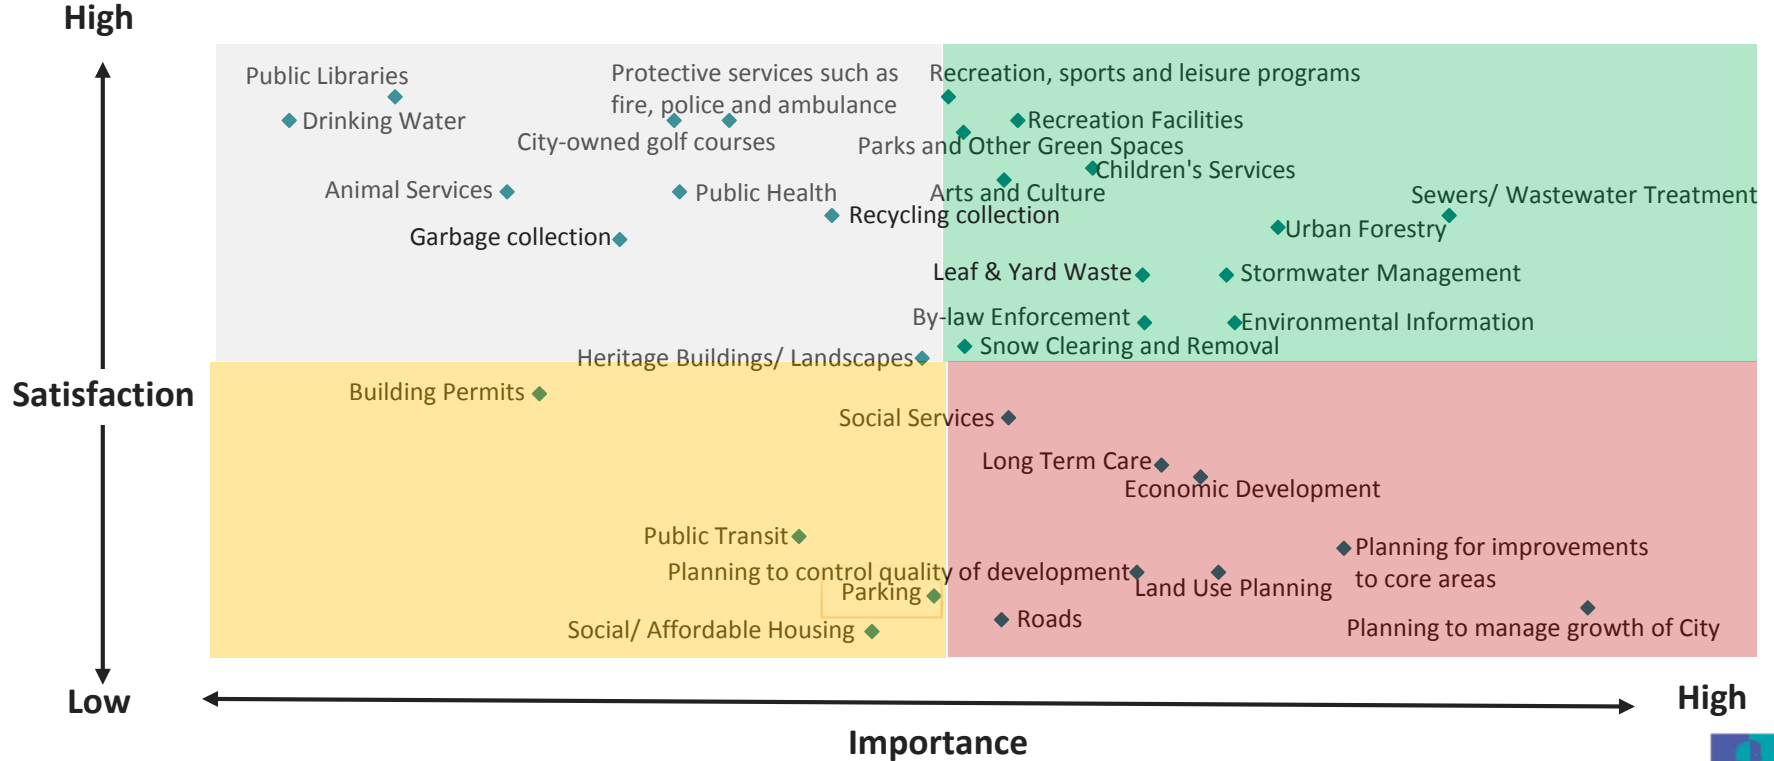 High
Public Libraries
Protective services such as
fire, police and ambulance
Recreation, sports and leisure programs
Drinking Water
Recreation Facilities
City-owned golf courses
Parks and Other Green Spaces
Children's Services
Animal Services
Public Health
Arts and Culture
Sewers/ Wastewater Treatment
Recycling collection
Urban Forestry
Garbage collection
Leaf & Yard Waste
Stormwater Management
By-law Enforcement
Environmental Information
Snow Clearing and Removal
Heritage Buildings/ Landscapes
Satisfaction
Building Permits
Social Services
Long Term Care
Economic Development
Public Transit
Planning for improvements
to core areas
Planning to control quality of development
Land Use Planning
Parking
Roads
Social/ Affordable Housing
Planning to manage growth of City
Low
High
Importance